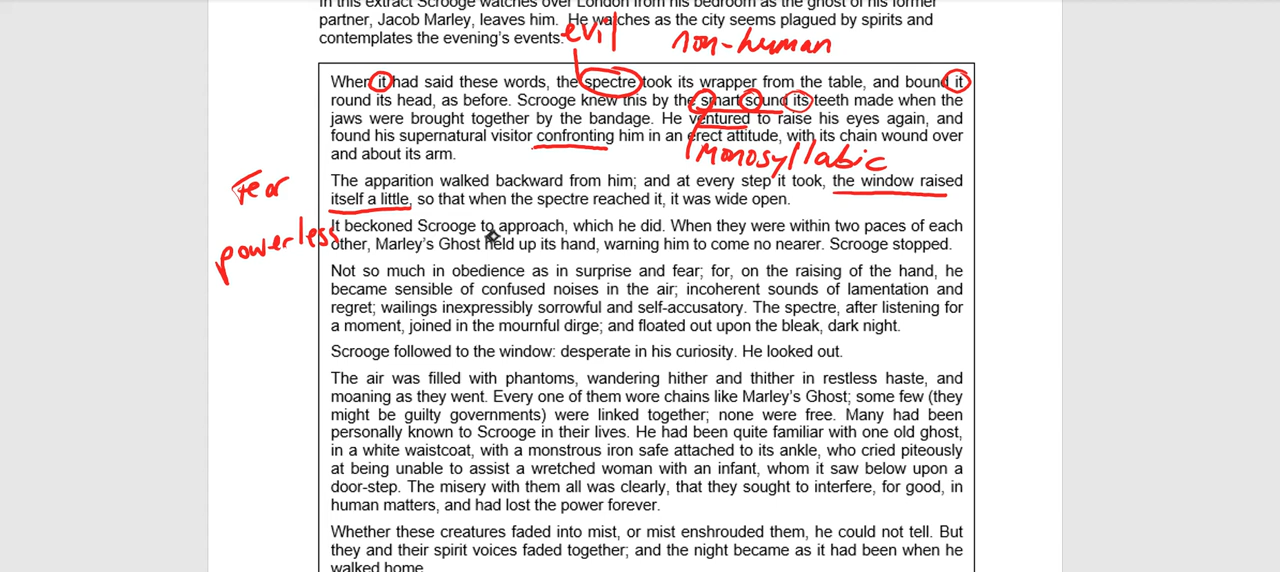 In this extract Scrooge watches over London from his bedroom as the ghost of his former
partner, Jacob Marley, leaves him. He watches as the city seems plagued by spirits and
contemplates the evening's events.
evil
non-human
When it had said these words, the spectre took its wrapper from the table, and bound it
round its head, as before. Scrooge knew this by the smart sound its teeth made when the
jaws were brought together by the bandage. He ventured to raise his eyes again, and
found his supernatural visitor confronting him in an erect attitude, with its chain wound over
and about its arm.
Monosyllabic
Fear
The apparition walked backward from him; and at every step it took, the window raised
itself a little, so that when the spectre reached it, it was wide open.
powerless
It beckoned Scrooge to approach, which he did. When they were within two paces of each
other, Marley's Ghost held up its hand, warning him to come no nearer. Scrooge stopped.
Not so much in obedience as in surprise and fear; for, on the raising of the hand, he
became sensible of confused noises in the air; incoherent sounds of lamentation and
regret; wailings inexpressibly sorrowful and self-accusatory. The spectre, after listening for
a moment, joined in the mournful dirge; and floated out upon the bleak, dark night.
Scrooge followed to the window: desperate in his curiosity. He looked out.
The air was filled with phantoms, wandering hither and thither in restless haste, and
moaning as they went. Every one of them wore chains like Marley's Ghost; some few (they
might be guilty governments) were linked together; none were free. Many had been
personally known to Scrooge in their lives. He had been quite familiar with one old ghost,
in a white waistcoat, with a monstrous iron safe attached to its ankle, who cried piteously
at being unable to assist a wretched woman with an infant, whom it saw below upon a
door-step. The misery with them all was clearly, that they sought to interfere, for good, in
human matters, and had lost the power forever.
Whether these creatures faded into mist, or mist enshrouded them, he could not tell. But
they and their spirit voices faded together; and the night became as it had been when he
walked home.